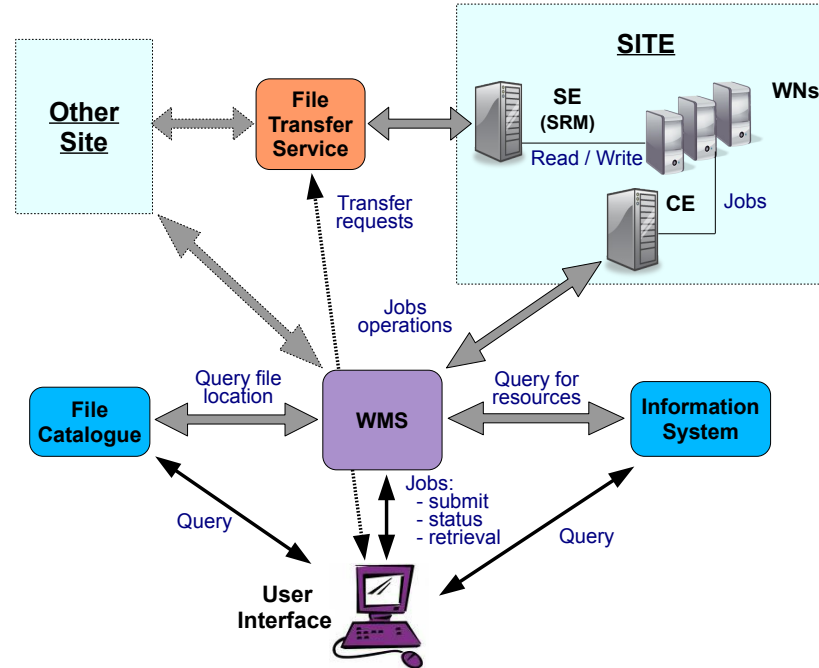 SITE
Other
Site
File
Transfer
Service
SE
(SRM)
WNs
Read / Write
CE
Jobs
Transfer
requests
Jobs
operations
Query file
location
Query for
resources
File
Catalogue
WMS
Information
System
Jobs:
- submit
- status
- retrieval
Query
Query
User
Interface